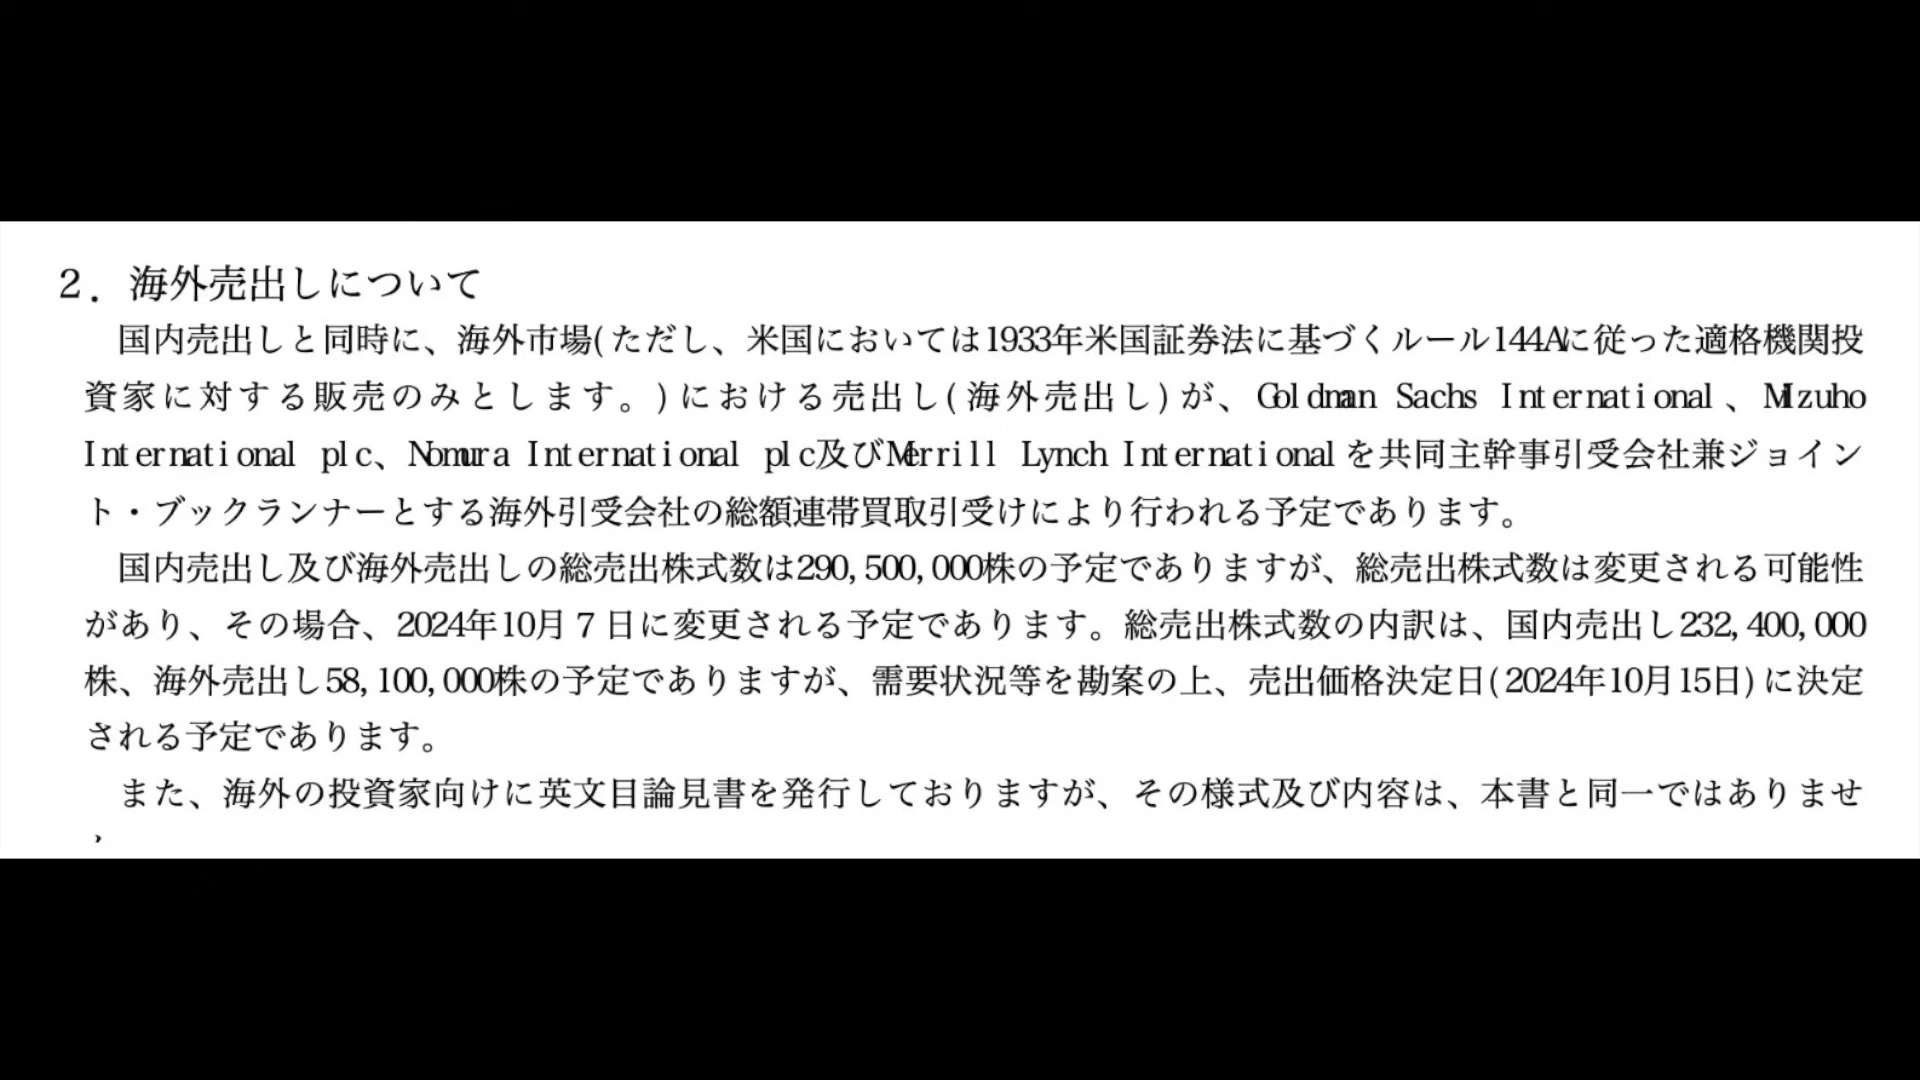 ２．海外売出しについて
国内売出しと同時に、海外市場(ただし、米国においては1933年米国証券法に基づくルール144Aに従った適格機関投
資家に対する販売のみとします。)における売出し(海外売出し)が、Goldman Sachs International、Mizuho
International plc、Nomura International plc及びMerrill Lynch Internationalを共同主幹事引受会社兼ジョイン
ト・ブックランナーとする海外引受会社の総額連帯買取引受けにより行われる予定であります。
国内売出し及び海外売出しの総売出株式数は290,500,000株の予定でありますが、総売出株式数は変更される可能性
があり、その場合、2024年10月７日に変更される予定であります。総売出株式数の内訳は、国内売出し232,400,000
株、海外売出し58,100,000株の予定でありますが、需要状況等を勘案の上、売出価格決定日(2024年10月15日)に決定
される予定であります。
また、海外の投資家向けに英文目論見書を発行しておりますが、その様式及び内容は、本書と同一ではありませ